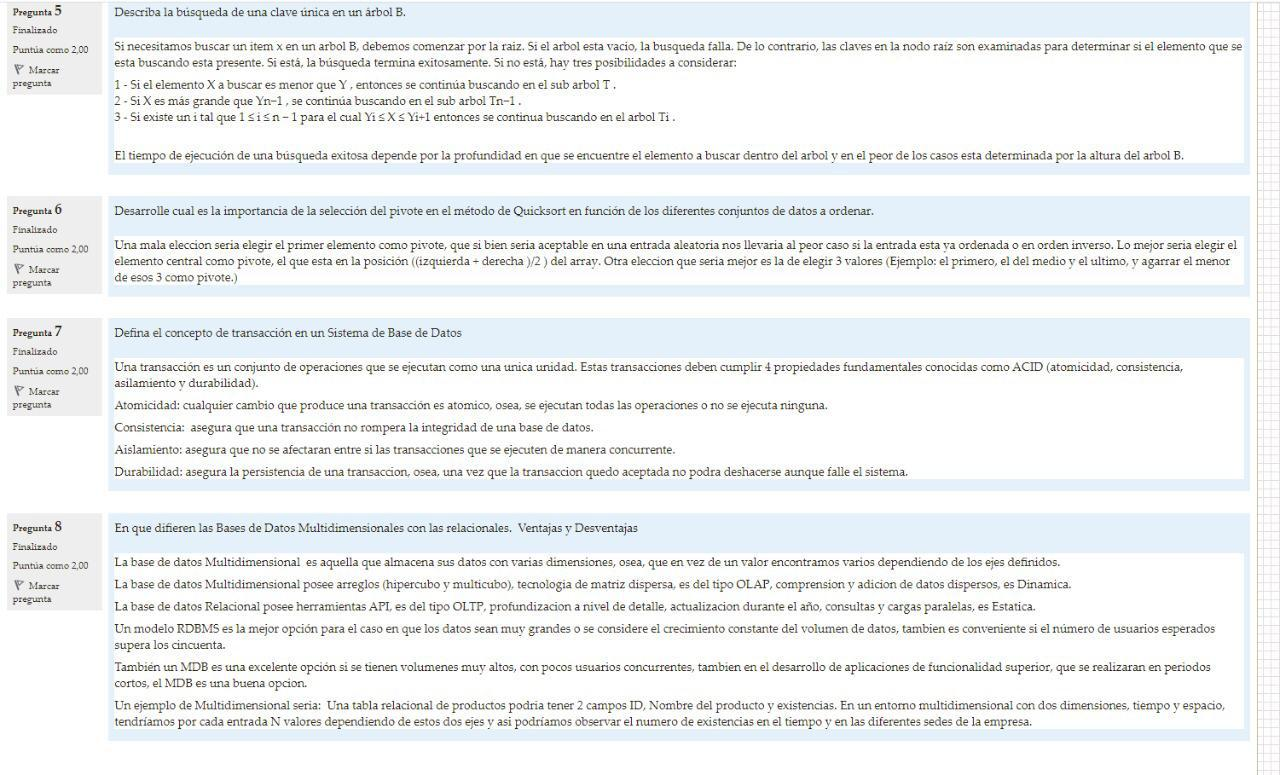 Pregunta 5
Finalizado
Puntúa como 2,00
Marcar
pregunta
Describa la búsqueda de una clave única en un árbol B.
Si necesitamos buscar un item x en un arbol B, debemos comenzar por la raiz. Si el arbol esta vacio, la busqueda falla. De lo contrario, las claves en la nodo raíz son examinadas para determinar si el elemento que se
esta buscando esta presente. Si está, la búsqueda termina exitosamente. Si no está, hay tres posibilidades a considerar:
1 - Si el elemento X a buscar es menor que Y , entonces se continúa buscando en el sub arbol T .
2 - Si X es más grande que Yn−1 , se continúa buscando en el sub arbol Tn−1 .
3 - Si existe un i tal que 1 ≤ i ≤ n − 1 para el cual Yi ≤ X ≤ Yi+1 entonces se continua buscando en el arbol Ti .
El tiempo de ejecución de una búsqueda exitosa depende por la profundidad en que se encuentre el elemento a buscar dentro del arbol y en el peor de los casos esta determinada por la altura del arbol B.
Pregunta 6
Finalizado
Puntúa como 2,00
Marcar
pregunta
Desarrolle cual es la importancia de la selección del pivote en el método de Quicksort en función de los diferentes conjuntos de datos a ordenar.
Una mala eleccion seria elegir el primer elemento como pivote, que si bien seria aceptable en una entrada aleatoria nos llevaria al peor caso si la entrada esta ya ordenada o en orden inverso. Lo mejor seria elegir el
elemento central como pivote, el que esta en la posición ((izquierda + derecha )/2 ) del array. Otra eleccion que seria mejor es la de elegir 3 valores (Ejemplo: el primero, el del medio y el ultimo, y agarrar el menor
de esos 3 como pivote.)
Pregunta 7
Finalizado
Puntúa como 2,00
Marcar
pregunta
Defina el concepto de transacción en un Sistema de Base de Datos
Una transacción es un conjunto de operaciones que se ejecutan como una unica unidad. Estas transacciones deben cumplir 4 propiedades fundamentales conocidas como ACID (atomicidad, consistencia,
asilamiento y durabilidad).
Atomicidad: cualquier cambio que produce una transacción es atomico, osea, se ejecutan todas las operaciones o no se ejecuta ninguna.
Consistencia: asegura que una transacción no rompera la integridad de una base de datos.
Aislamiento: asegura que no se afectaran entre si las transacciones que se ejecuten de manera concurrente.
Durabilidad: asegura la persistencia de una transaccion, osea, una vez que la transaccion quedo aceptada no podra deshacerse aunque falle el sistema.
Pregunta 8
Finalizado
Puntúa como 2,00
Marcar
pregunta
En que difieren las Bases de Datos Multidimensionales con las relacionales. Ventajas y Desventajas
La base de datos Multidimensional es aquella que almacena sus datos con varias dimensiones, osea, que en vez de un valor encontramos varios dependiendo de los ejes definidos.
La base de datos Multidimensional posee arreglos (hipercubo y multicubo), tecnologia de matriz dispersa, es del tipo OLAP, comprension y adicion de datos dispersos, es Dinamica.
La base de datos Relacional posee herramientas API, es del tipo OLTP, profundizacion a nivel de detalle, actualizacion durante el año, consultas y cargas paralelas, es Estatica.
Un modelo RDBMS es la mejor opción para el caso en que los datos sean muy grandes o se considere el crecimiento constante del volumen de datos, tambien es conveniente si el número de usuarios esperados
supera los cincuenta.
También un MDB es una excelente opción si se tienen volumenes muy altos, con pocos usuarios concurrentes, tambien en el desarrollo de aplicaciones de funcionalidad superior, que se realizaran en periodos
cortos, el MDB es una buena opcion.
Un ejemplo de Multidimensional seria: Una tabla relacional de productos podria tener 2 campos ID, Nombre del producto y existencias. En un entorno multidimensional con dos dimensiones, tiempo y espacio,
tendríamos por cada entrada N valores dependiendo de estos dos ejes y asi podríamos observar el numero de existencias en el tiempo y en las diferentes sedes de la empresa.